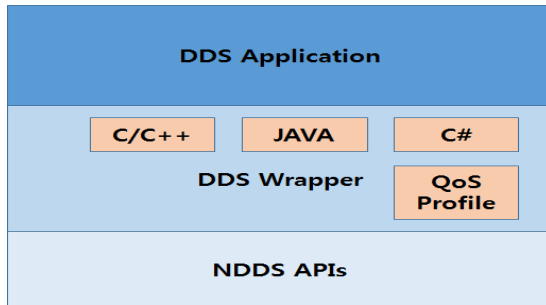 DDS Application
C/C++
JAVA
C#
DDS Wrapper
QoS
Profile
NDDS APIs